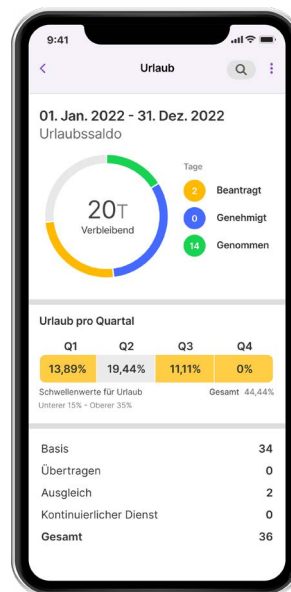 9:41
Urlaub
01. Jan. 2022 - 31. Dez. 2022
Urlaubssaldo
Tage
20T
Verbleibend
2 Beantragt
0 Genehmigt
14 Genommen
Urlaub pro Quartal
Q1 Q2 Q3 Q4
13,89% 19,44% 11,11% 0%
Schwellenwerte für Urlaub Gesamt 44,44%
Unterer 15% - Oberer 35%
Basis 34
Übertragen 0
Ausgleich 2
Kontinuierlicher Dienst 0
Gesamt 36